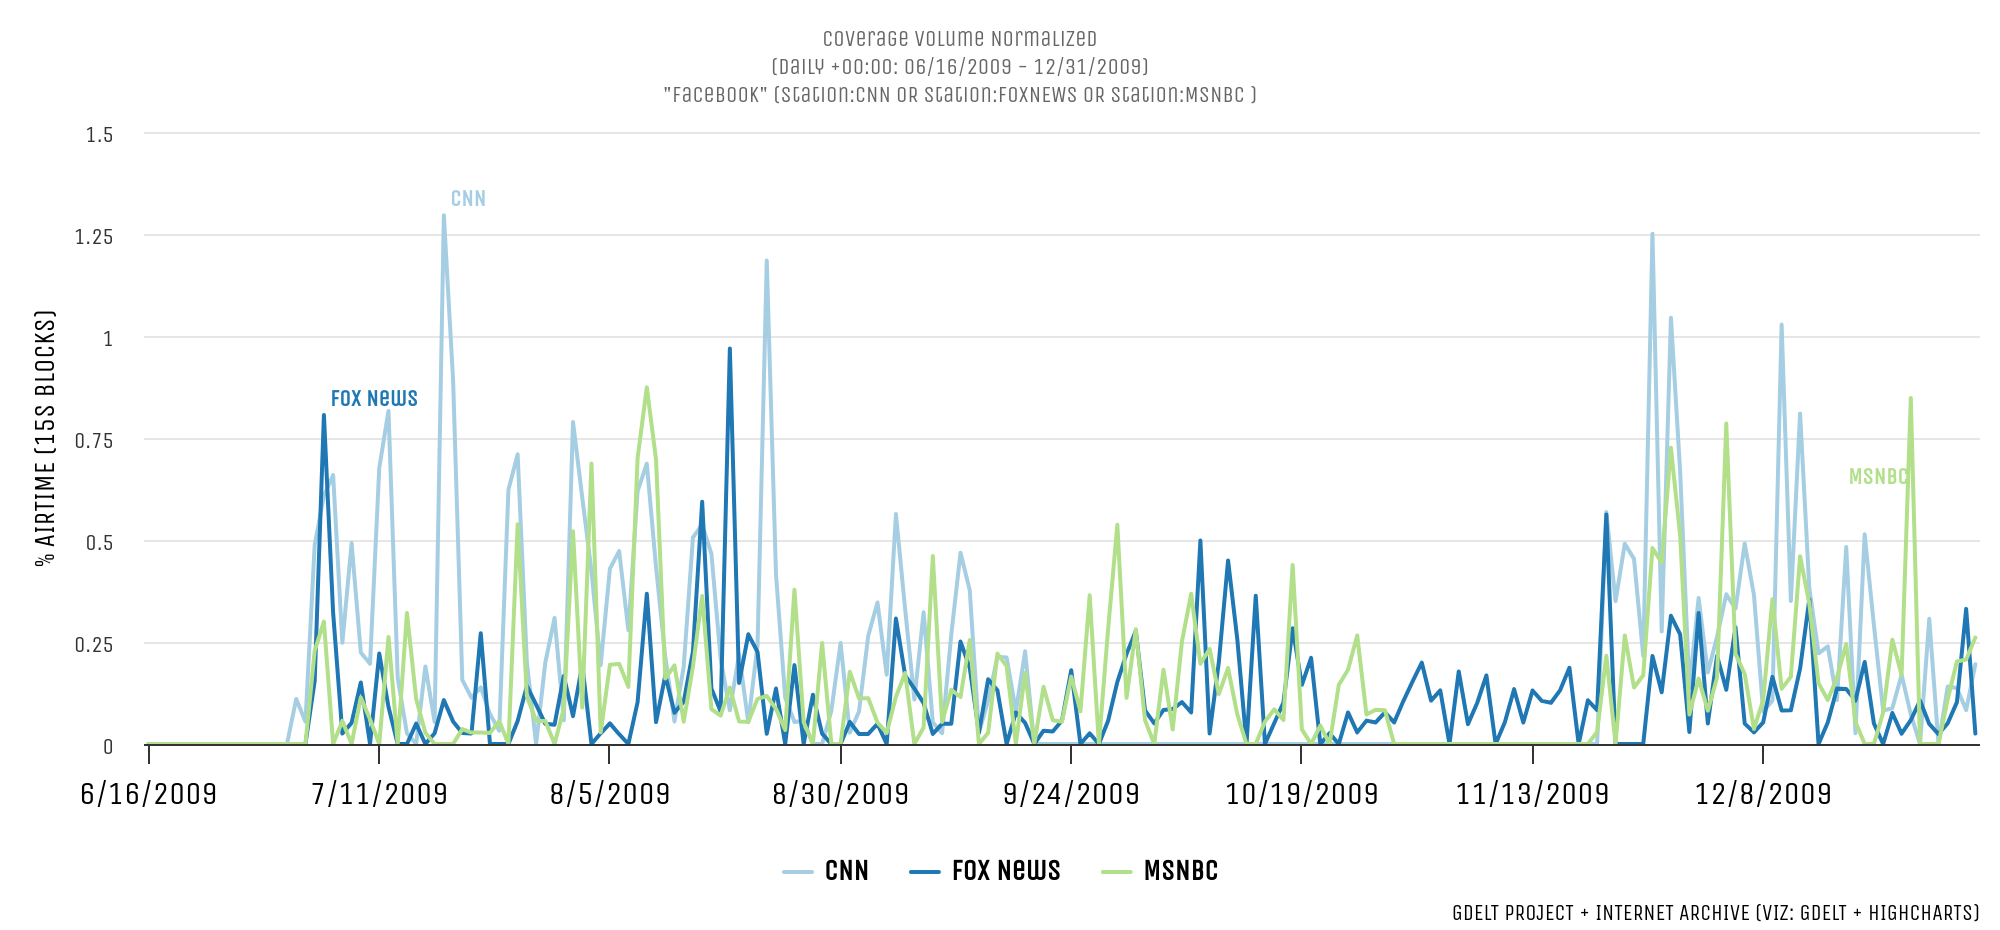 Coverage Volume Normalized
(Daily +00:00: 06/16/2009 - 12/31/2009)
"Facebook" (Station:CNN OR Station:FOXNEWS OR Station:MSNBC )
1.5
CNN
1.25
1
FOX News
0.75
MSNBC
0.5
0.25
0
% AIRTIME (15S BLOCKS)
6/16/2009 7/11/2009 8/5/2009 8/30/2009 9/24/2009 10/19/2009 11/13/2009 12/8/2009
CNN FOX News MSNBC
GDELT PROJECT + INTERNET ARCHIVE (VIZ: GDELT + HIGHCHARTS)